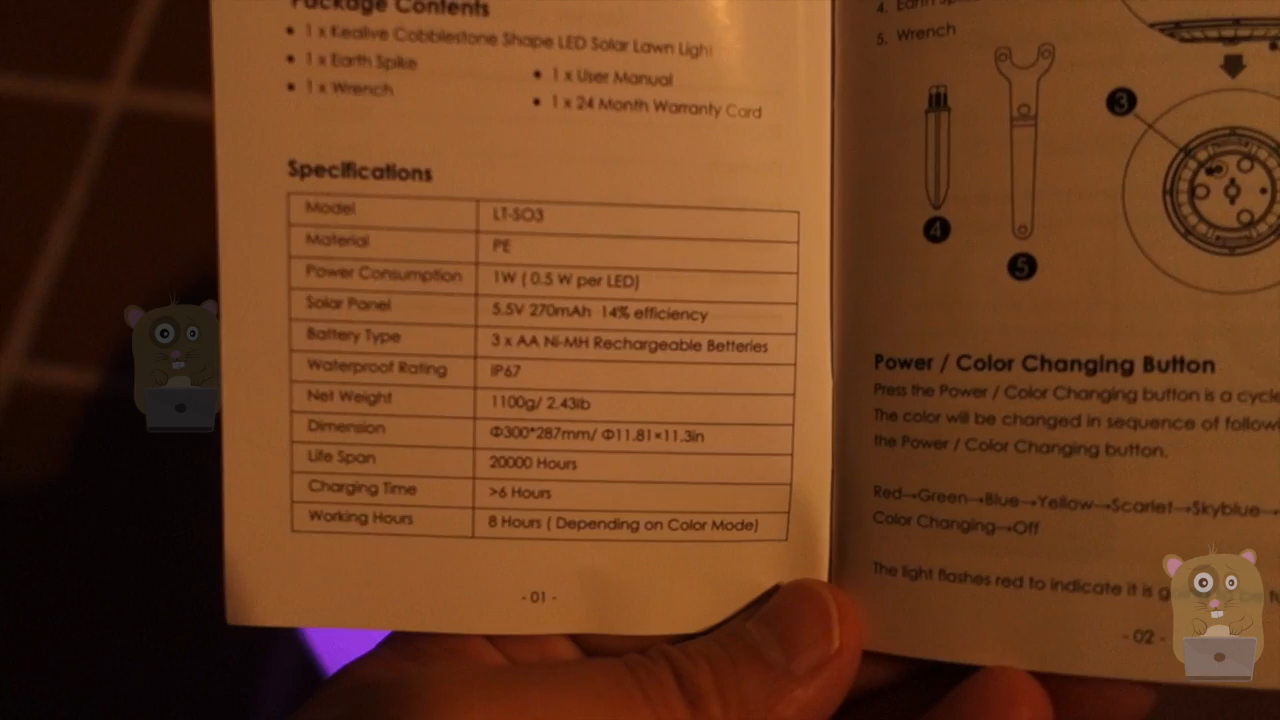 Package Contents
• 1 x Kealive Cobblestone Shape LED Solar Lawn Light
• 1 x Earth Spike
• 1 x User Manual
• 1 x Wrench
• 1 x 24 Month Warranty Card
Specifications
Model LT-SO3
Material PE
Power Consumption 1W ( 0.5 W per LED)
Solar Panel 5.5V 270mAh 14% efficiency
Battery Type 3 x AA Ni-MH Rechargeable Betteries
Waterproof Rating IP67
Net Weight 1100g/ 2.43lb
Dimension Φ300*287mm/ Φ11.81×11.3in
Life Span 20000 Hours
Charging Time >6 Hours
Working Hours 8 Hours ( Depending on Color Mode)
- 01 -
4. Earth
5. Wrench
3
4
5
Power / Color Changing Button
Press the Power / Color Changing button is a
The color will be changed in sequence of
the Power / Color Changing button.
Red→Green→Blue→Yellow→Scarlet→Skyblue→
Color Changing→Off
The light flashes red to indicate it is
- 02 -